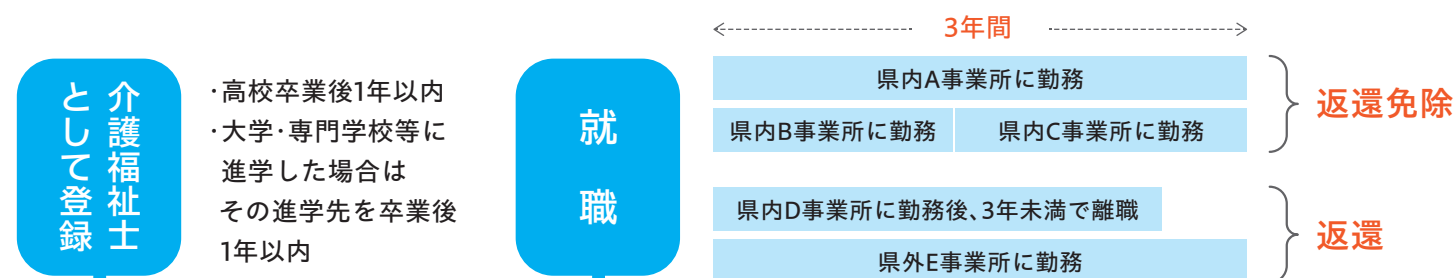 介護福祉士
として登録
・高校卒業後1年以内
・大学・専門学校等に
進学した場合は
その進学先を卒業後
1年以内
就職
3年間
県内A事業所に勤務
県内B事業所に勤務
県内C事業所に勤務
返還免除
県内D事業所に勤務後、3年未満で離職
県外E事業所に勤務
返還